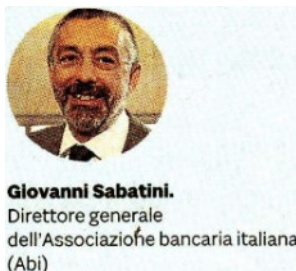 Giovanni Sabatini.
Direttore generale
dell'Associazione bancaria italiana
(Abi)